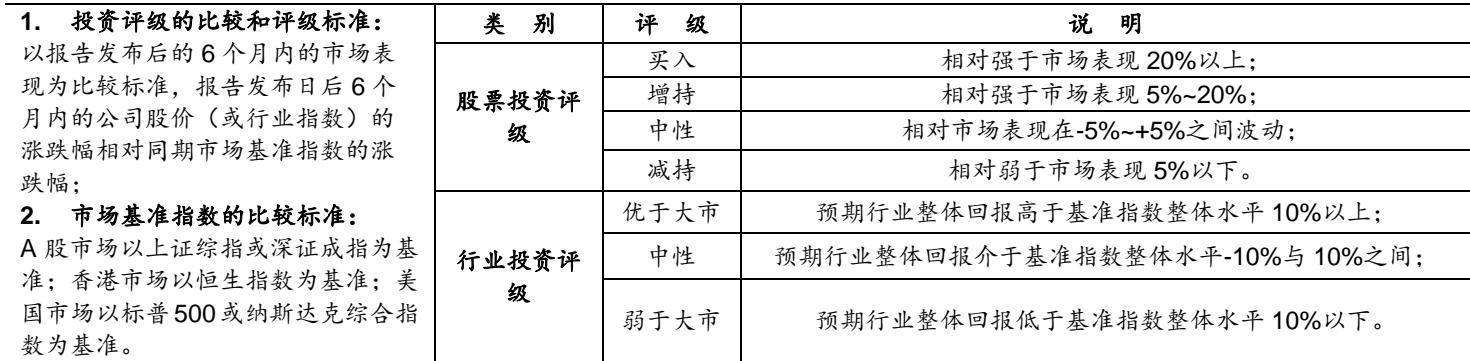 1. 投资评级的比较和评级标准：
以报告发布后的 6 个月内的市场表
现为比较标准，报告发布日后 6 个
月内的公司股价（或行业指数）的
涨跌幅相对同期市场基准指数的涨
跌幅；
2. 市场基准指数的比较标准：
A 股市场以上证综指或深证成指为基
准；香港市场以恒生指数为基准；美
国市场以标普 500 或纳斯达克综合指
数为基准。
类 别 评 级 说 明
股票投资评
级
买入 相对强于市场表现 20%以上；
增持 相对强于市场表现 5%~20%；
中性 相对市场表现在-5%~+5%之间波动；
减持 相对弱于市场表现 5%以下。
行业投资评
级
优于大市 预期行业整体回报高于基准指数整体水平 10%以上；
中性 预期行业整体回报介于基准指数整体水平-10%与 10%之间；
弱于大市 预期行业整体回报低于基准指数整体水平 10%以下。